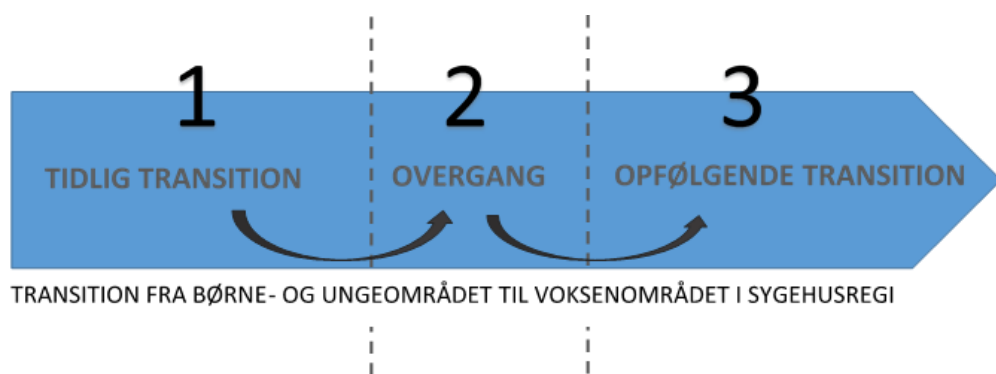 1 2 3
TIDLIG TRANSITION OVERGANG OPFØLGENDE TRANSITION
TRANSITION FRA BØRNE- OG UNGEOMRÅDET TIL VOKSENOMRÅDET I SYGEHUSREGI